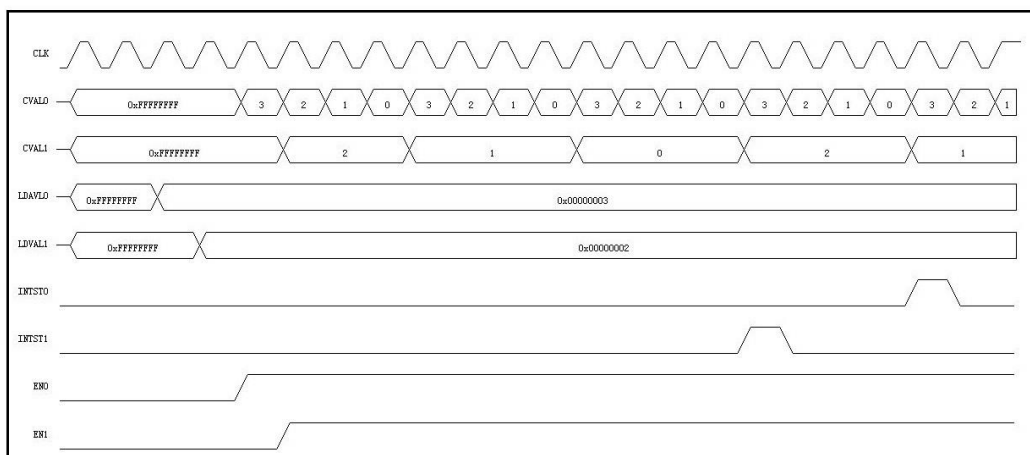 CLK
CVAL0 0xFFFFFFFF 3 2 1 0 3 2 1 0 3 2 1 0 3 2 1 0 3 2 1
CVAL1 0xFFFFFFFF 2 1 0 2 1
LDAVL0 0xFFFFFFFF 0x00000003
LDVAL1 0xFFFFFFFF 0x00000002
INTST0
INTST1
EN0
EN1